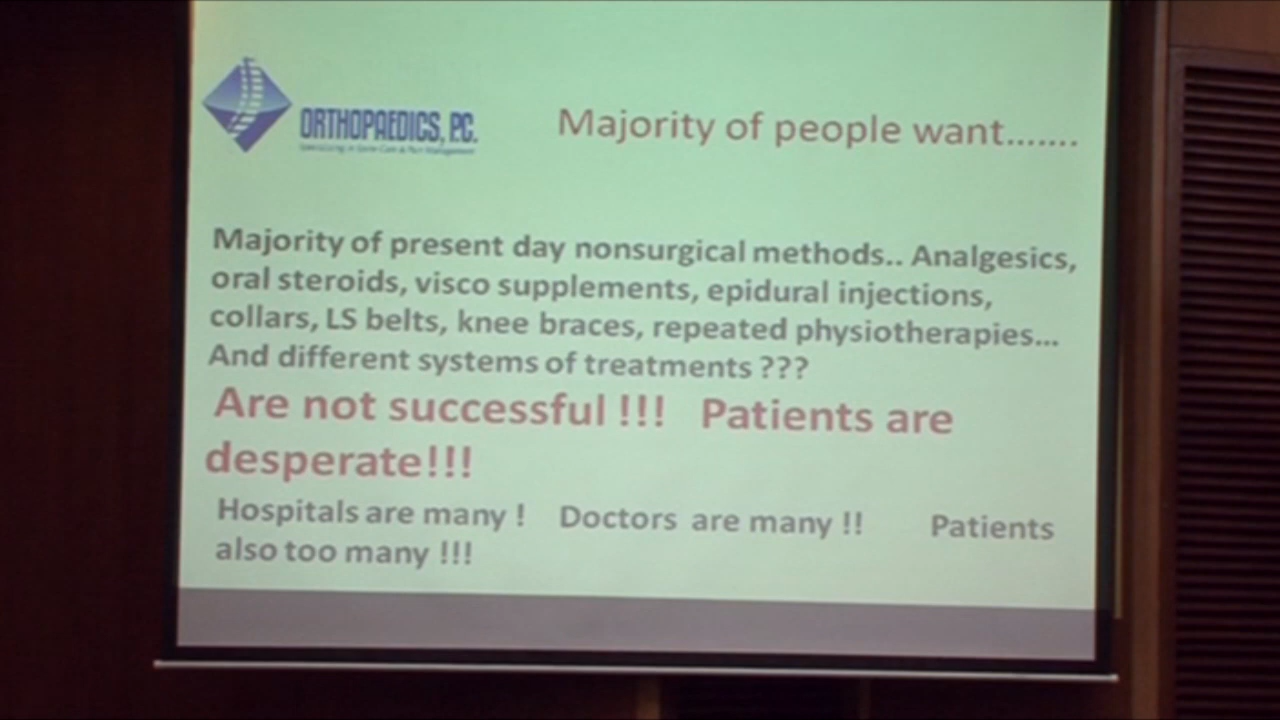 ORTHOPAEDICS, P.C.
Majority of people want.......
Majority of present day nonsurgical methods.. Analgesics,
oral steroids, visco supplements, epidural injections,
collars, LS belts, knee braces, repeated physiotherapies...
And different systems of treatments ???
Are not successful !!! Patients are
desperate!!!
Hospitals are many ! Doctors are many !! Patients
also too many !!!